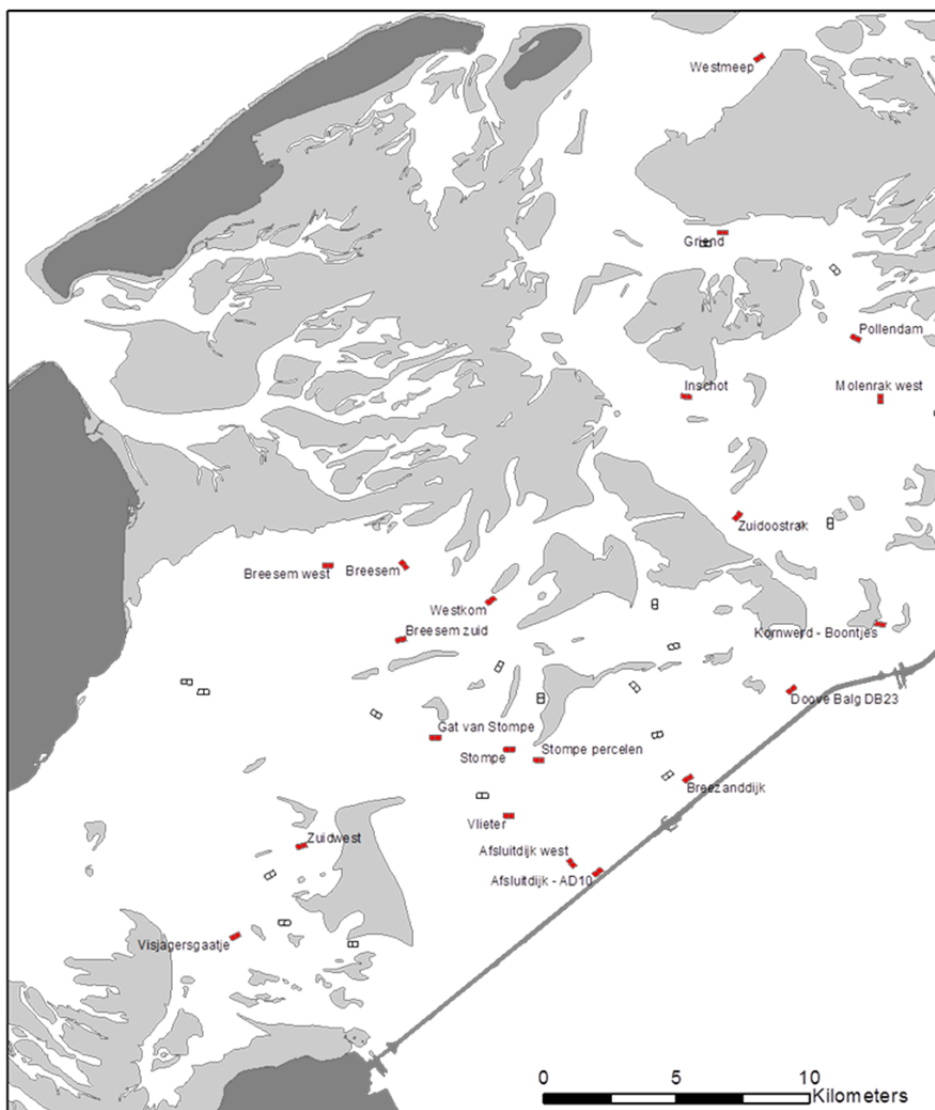 Westmeep
Griend
Pollendam
Inschot
Molenrak west
Zuidoostrak
Breesem west
Breesem
Westkom
Breesem zuid
Kornwerd - Boontjes
Doove Balg DB23
Gat van Stompe
Stompe
Stompe percelen
Breezanddijk
Vlieter
Zuidwest
Afsluitdijk west
Afsluitdijk - AD10
Visjagersgaatje
0 5 10
Kilometers